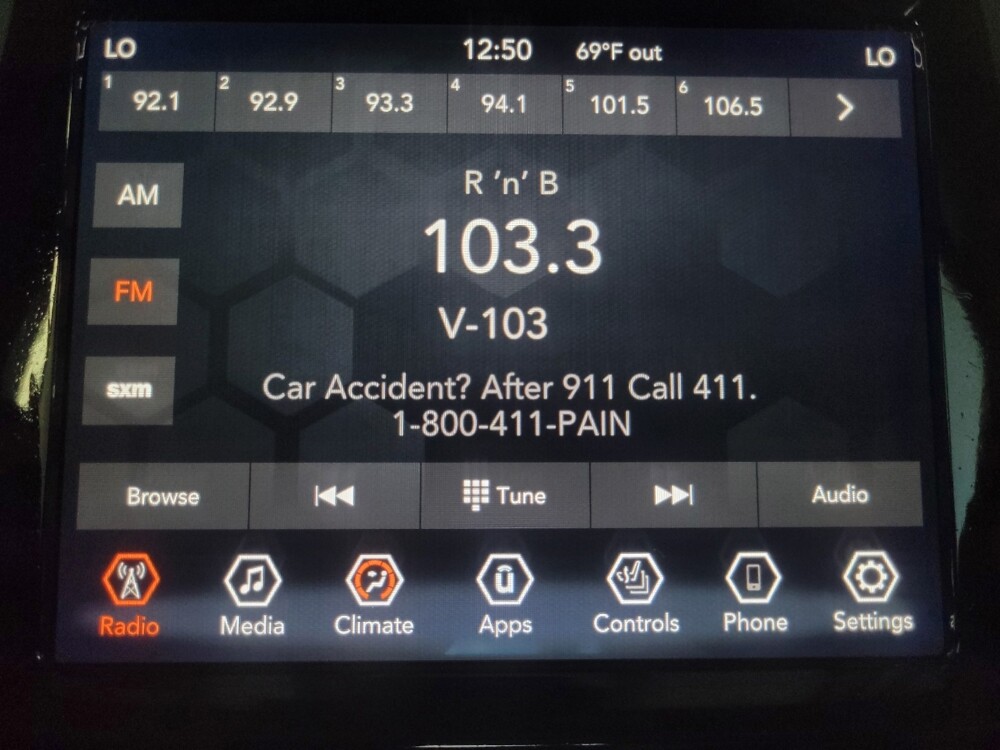 LO 12:50 69°F out LO
1 92.1 2 92.9 3 93.3 4 94.1 5 101.5 6 106.5
AM
R 'n' B
103.3
FM
V-103
sxm
Car Accident? After 911 Call 411.
1-800-411-PAIN
Browse Tune Audio
Radio Media Climate Apps Controls Phone Settings